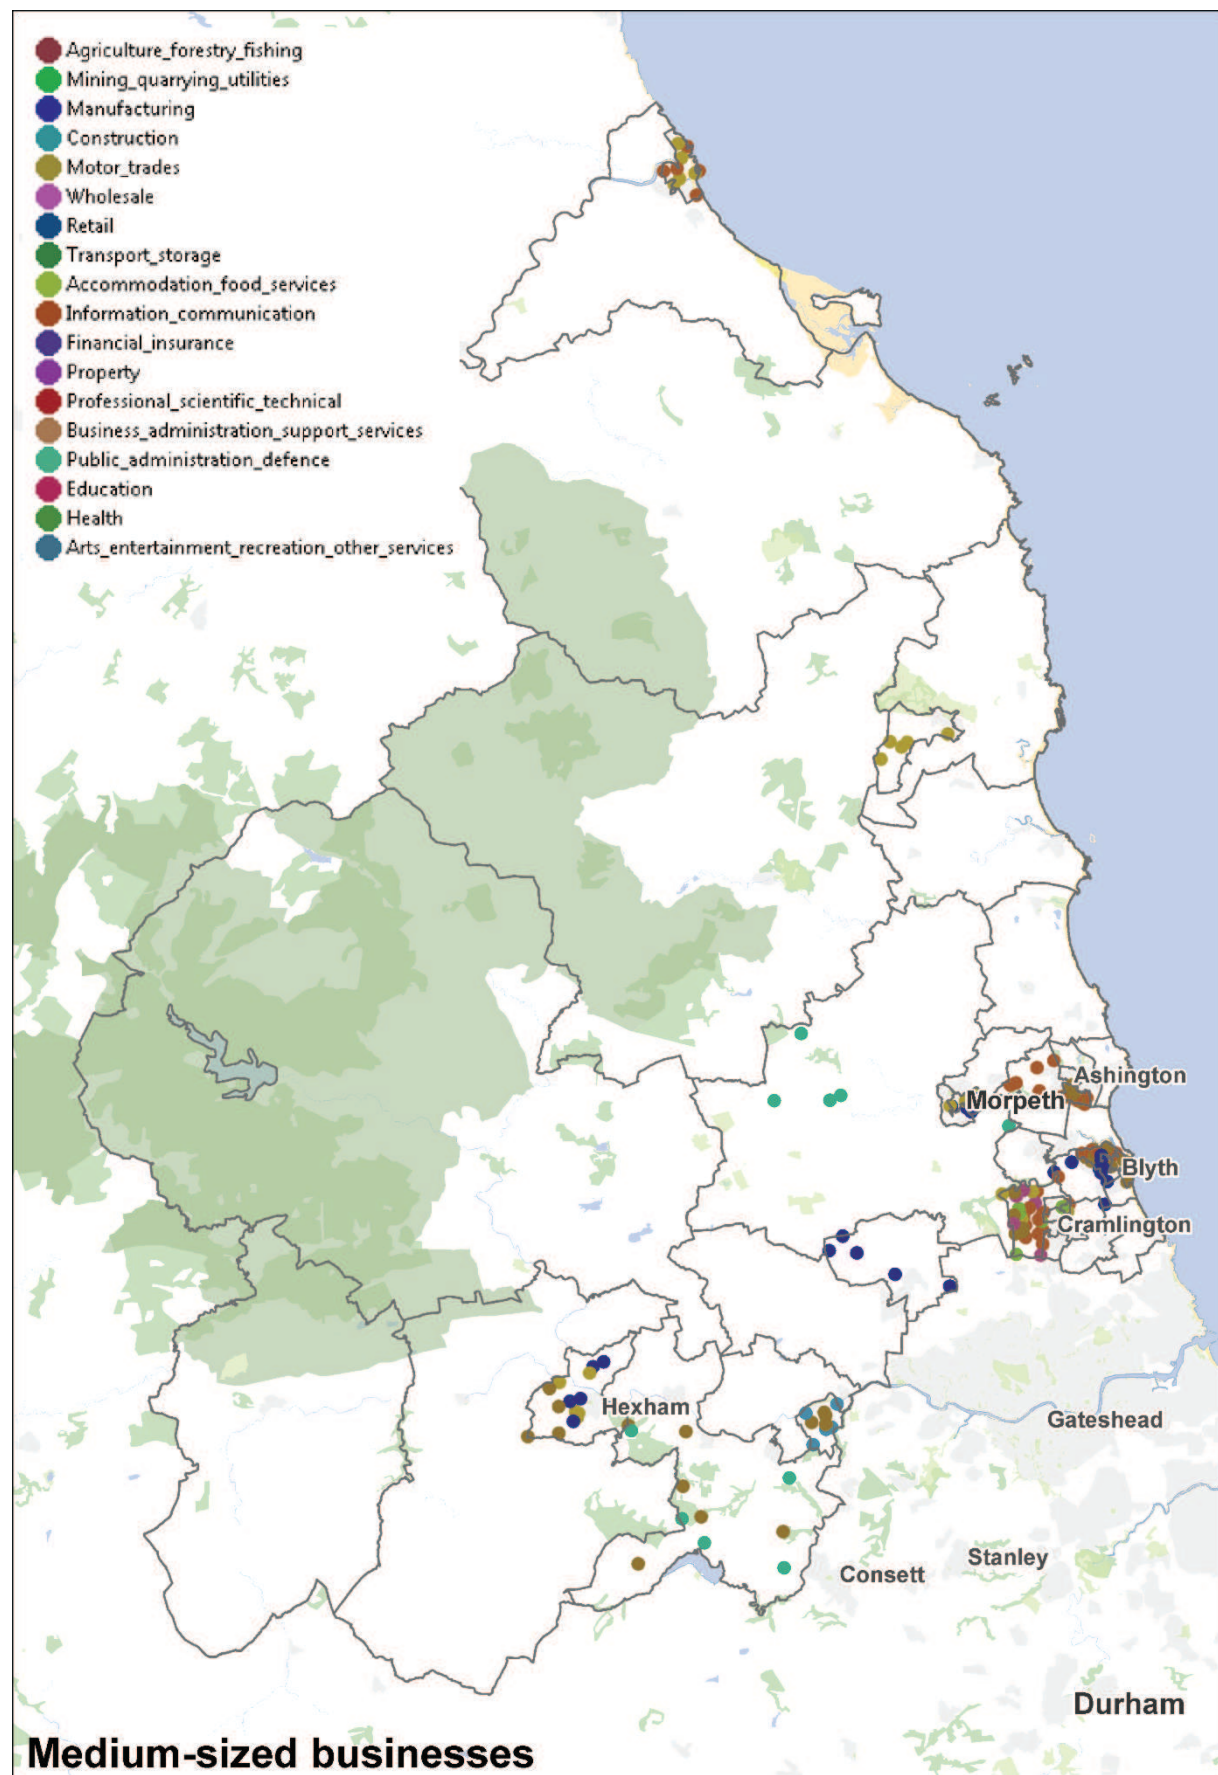 Agriculture_forestry_fishing
Mining_quarrying_utilities
Manufacturing
Construction
Motor_trades
Wholesale
Retail
Transport_storage
Accommodation_food_services
Information_communication
Financial_insurance
Property
Professional_scientific_technical
Business_administration_support_services
Public_administration_defence
Education
Health
Arts_entertainment_recreation_other_services
Ashington
Morpeth
Blyth
Cramlington
Hexham
Gateshead
Stanley
Consett
Durham
Medium-sized businesses